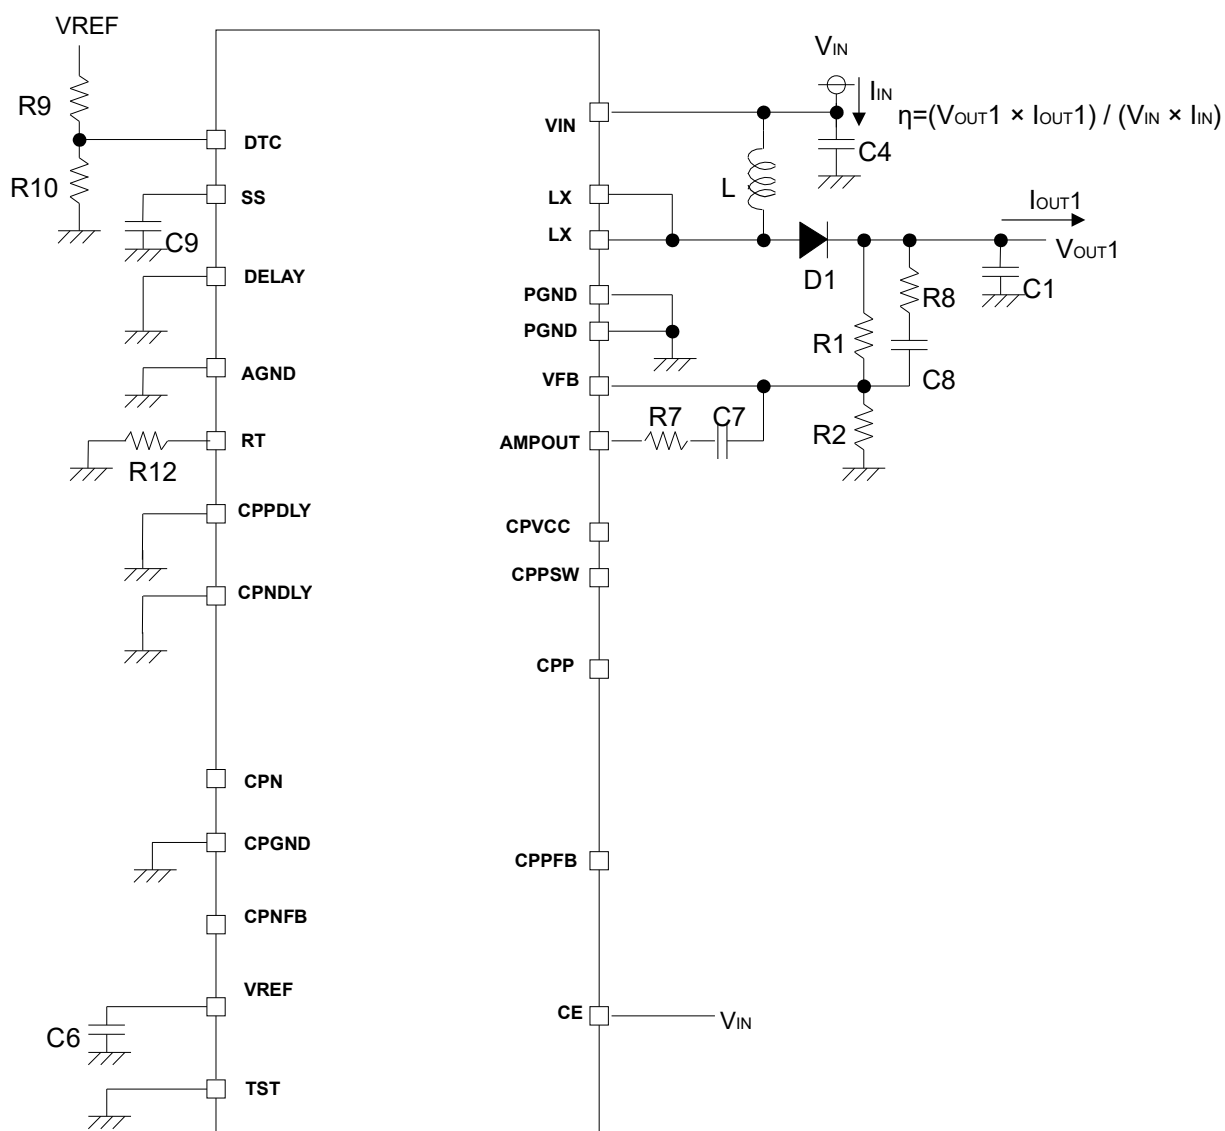 VREF
R9
R10
DTC
SS
C9
DELAY
AGND
RT
R12
CPPDLY
CPNDLY
CPN
CPGND
CPNFB
VREF
C6
TST
VIN
LX
LX
PGND
PGND
VFB
AMPOUT
CPVCC
CPPSW
CPP
CPPFB
CE
VIN
VIN
IIN
η=(VOUT1 × IOUT1) / (VIN × IIN)
C4
L
IOUT1
VOUT1
D1
C1
R8
R1
C8
R7
C7
R2